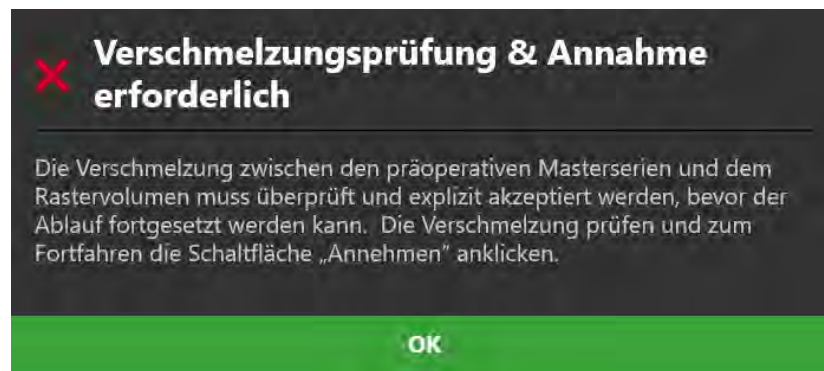 Verschmelzungsprüfung & Annahme
erforderlich
Die Verschmelzung zwischen den präoperativen Masterserien und dem
Rastervolumen muss überprüft und explizit akzeptiert werden, bevor der
Ablauf fortgesetzt werden kann.  Die Verschmelzung prüfen und zum
Fortfahren die Schaltfläche „Annehmen" anklicken.
OK